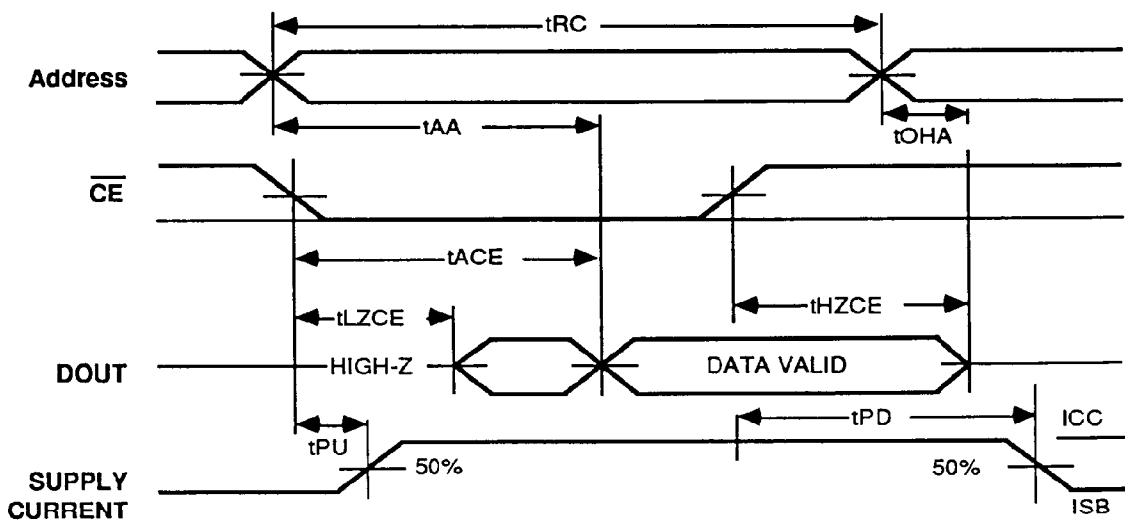 tRC
Address
tAA
tOHA
CE
tACE
tLZCE
tHZCE
DOUT
HIGH-Z
DATA VALID
tPU
tPD
ICC
50%
50%
SUPPLY
CURRENT
ISB